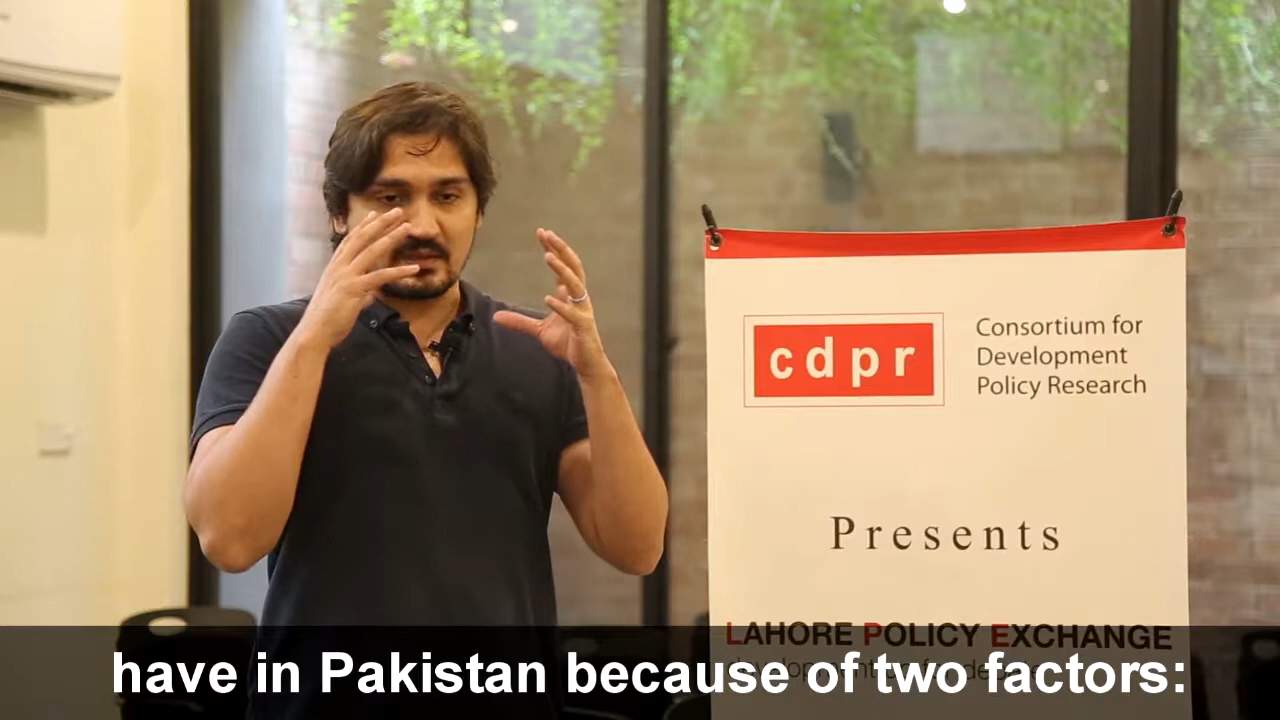 cdpr
Consortium for
Development
Policy Research
Presents
LAHORE POLICY EXCHANGE
have in Pakistan because of two factors: